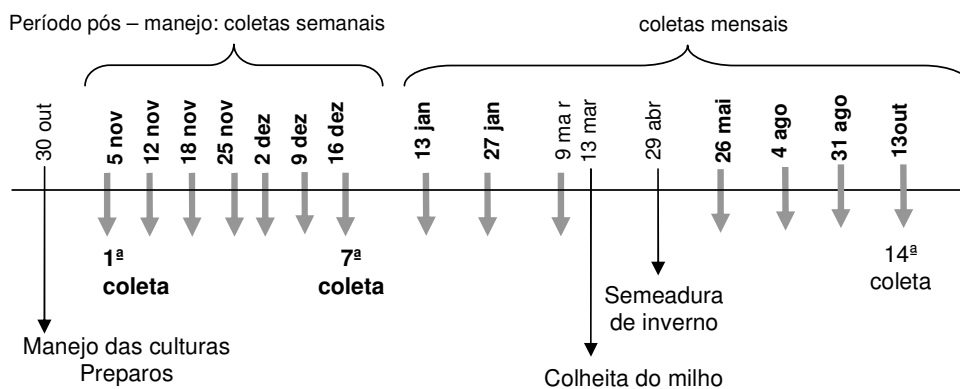 Período pós – manejo: coletas semanais
coletas mensais
30 out
5 nov
12 nov
18 nov
25 nov
2 dez
9 dez
16 dez
13 jan
27 jan
9 ma r
13 mar
29 abr
26 mai
4 ago
31 ago
13out
1ª
coleta
7ª
coleta
14ª
coleta
Semeadura
de inverno
Manejo das culturas
Preparos
Colheita do milho